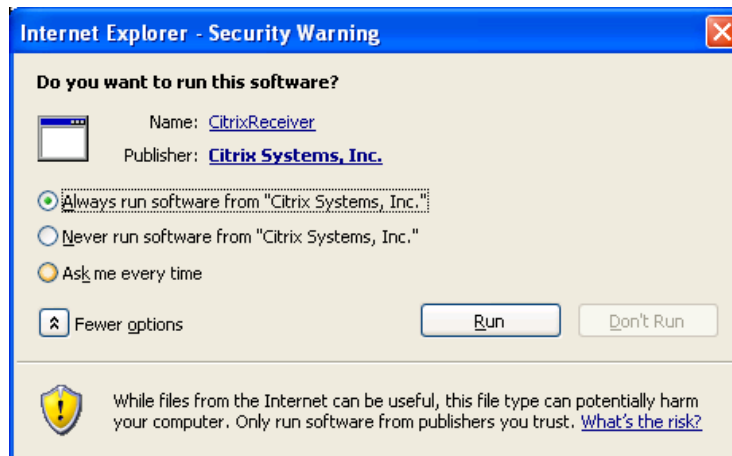 Internet Explorer - Security Warning
Do you want to run this software?
Name: CitrixReceiver
Publisher: Citrix Systems, Inc.
Always run software from "Citrix Systems, Inc."
Never run software from "Citrix Systems, Inc."
Ask me every time
Fewer options
Run
Don't Run
While files from the Internet can be useful, this file type can potentially harm
your computer. Only run software from publishers you trust. What's the risk?